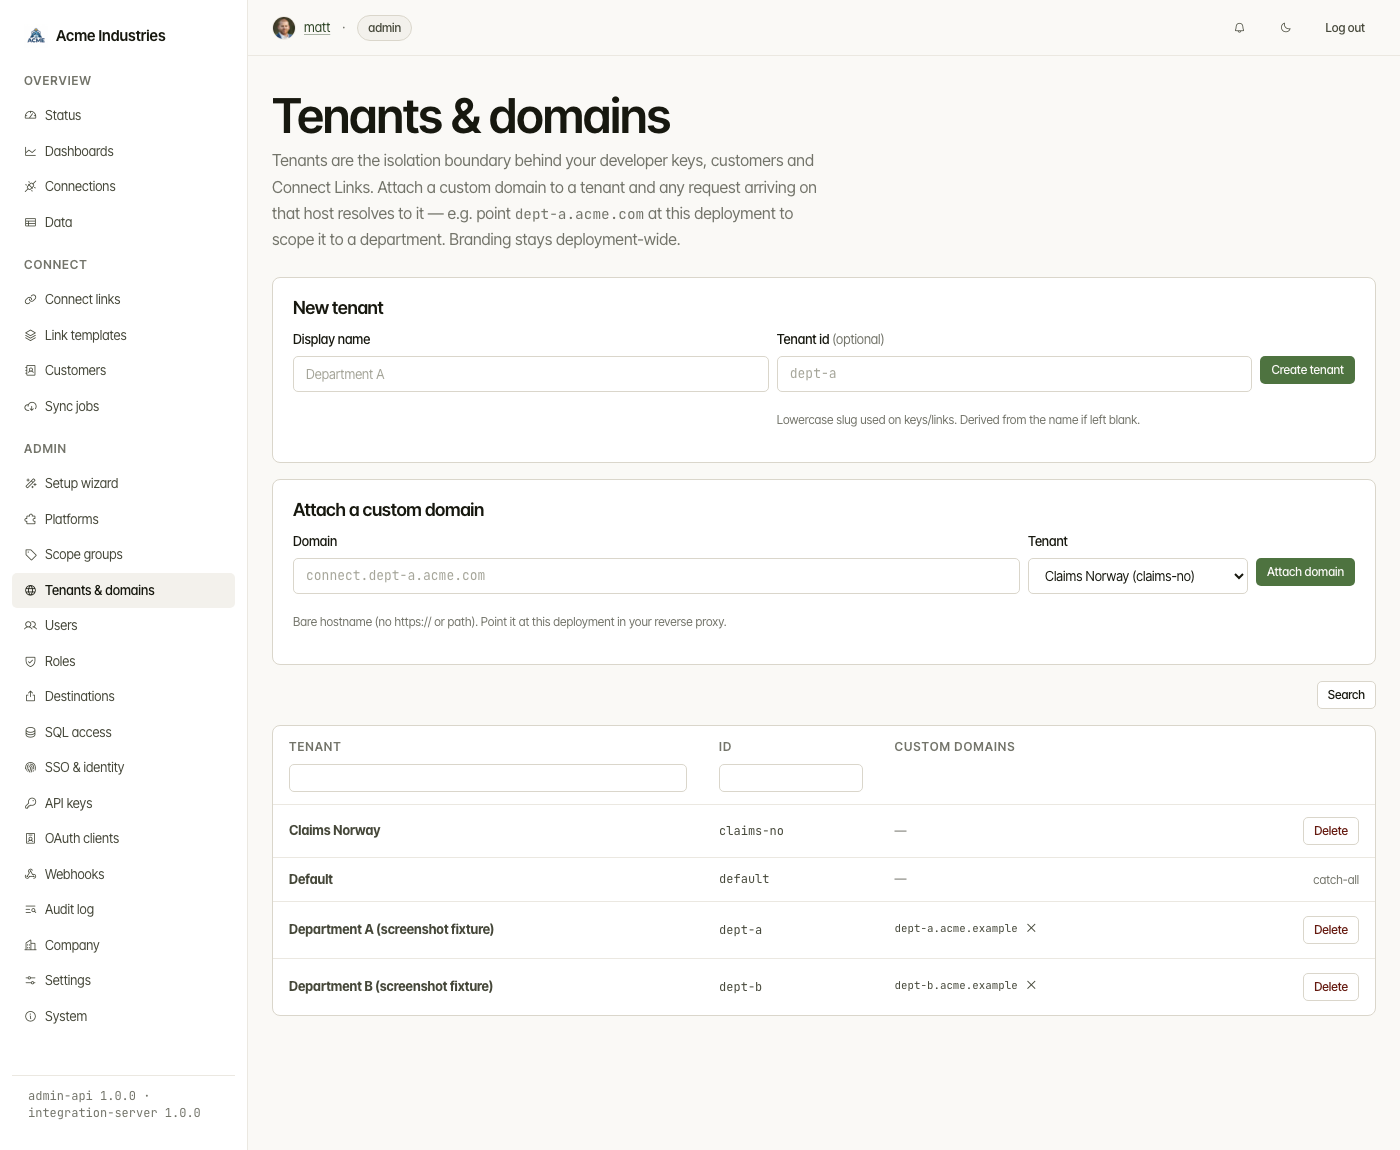 Acme Industries
OVERVIEW
Status
Dashboards
Connections
Data
CONNECT
Connect links
Link templates
Customers
Sync jobs
ADMIN
Setup wizard
Platforms
Scope groups
Tenants & domains
Users
Roles
Destinations
SQL access
SSO & identity
API keys
OAuth clients
Webhooks
Audit log
Company
Settings
System
admin-api 1.0.0 ·
integration-server 1.0.0
matt · admin
Log out
Tenants & domains
Tenants are the isolation boundary behind your developer keys, customers and
Connect Links. Attach a custom domain to a tenant and any request arriving on
that host resolves to it — e.g. point dept-a.acme.com at this deployment to
scope it to a department. Branding stays deployment-wide.
New tenant
Display name
Tenant id (optional)
Department A
dept-a
Create tenant
Lowercase slug used on keys/links. Derived from the name if left blank.
Attach a custom domain
Domain
Tenant
connect.dept-a.acme.com
Claims Norway (claims-no)
Attach domain
Bare hostname (no https:// or path). Point it at this deployment in your reverse proxy.
Search
TENANT ID CUSTOM DOMAINS
Claims Norway claims-no — Delete
Default default — catch-all
Department A (screenshot fixture) dept-a dept-a.acme.example × Delete
Department B (screenshot fixture) dept-b dept-b.acme.example × Delete